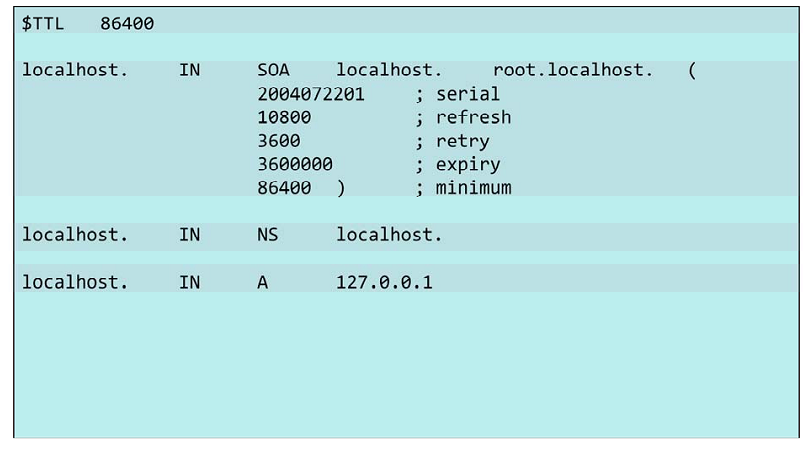 $TTL 86400
localhost. IN SOA localhost. root.localhost. (
2004072201 ; serial
10800 ; refresh
3600 ; retry
3600000 ; expiry
86400 ) ; minimum
localhost. IN NS localhost.
localhost. IN A 127.0.0.1